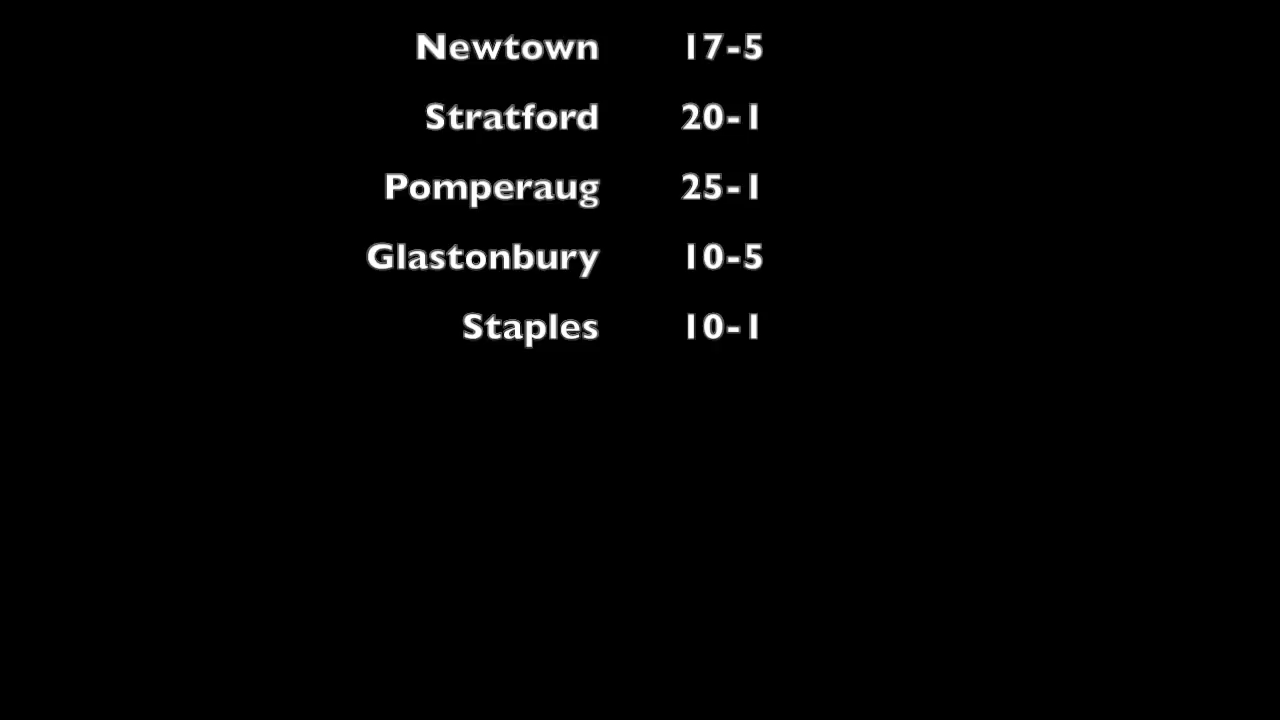 Newtown 17-5
Stratford 20-1
Pomperaug 25-1
Glastonbury 10-5
Staples 10-1